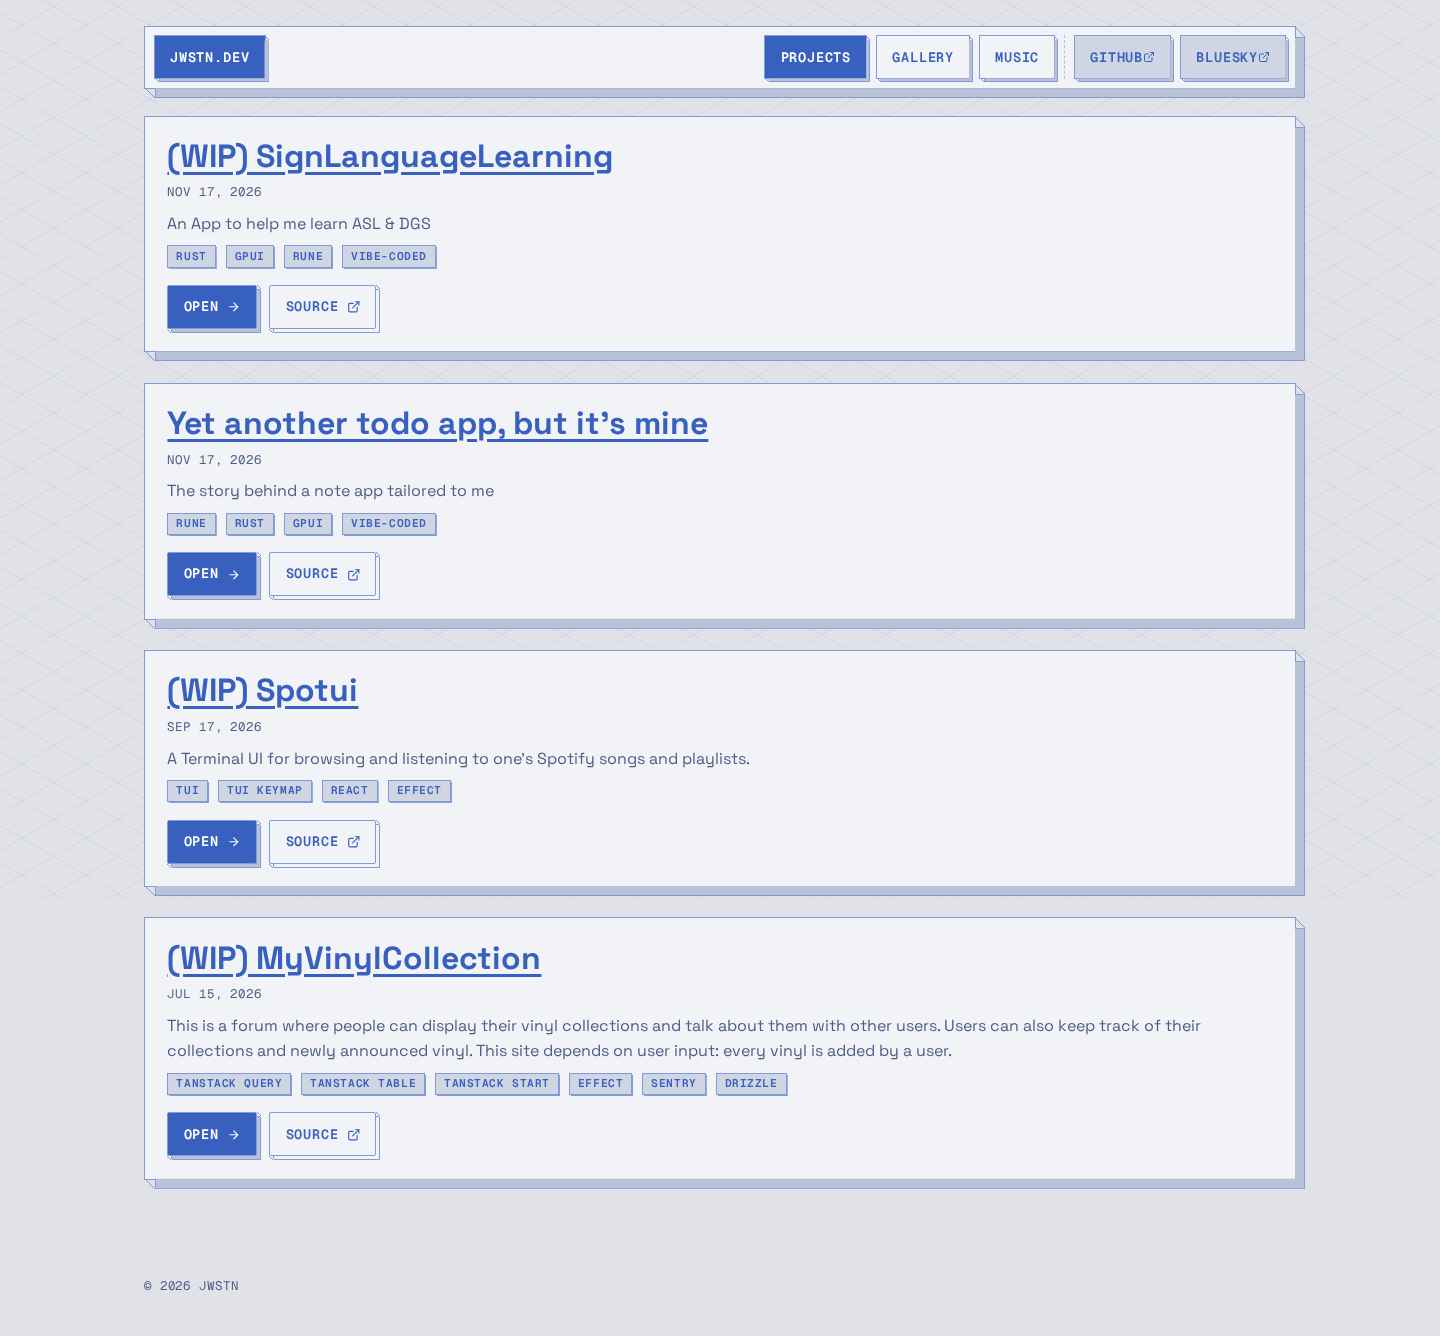 JWSTN.DEV
PROJECTS
GALLERY
MUSIC
GITHUB
BLUESKY
(WIP) SignLanguageLearning
NOV 17, 2026
An App to help me learn ASL & DGS
RUST
GPUI
RUNE
VIBE-CODED
OPEN →
SOURCE
Yet another todo app, but it’s mine
NOV 17, 2026
The story behind a note app tailored to me
RUNE
RUST
GPUI
VIBE-CODED
OPEN →
SOURCE
(WIP) Spotui
SEP 17, 2026
A Terminal UI for browsing and listening to one’s Spotify songs and playlists.
TUI
TUI KEYMAP
REACT
EFFECT
OPEN →
SOURCE
(WIP) MyVinylCollection
JUL 15, 2026
This is a forum where people can display their vinyl collections and talk about them with other users. Users can also keep track of their
collections and newly announced vinyl. This site depends on user input: every vinyl is added by a user.
TANSTACK QUERY
TANSTACK TABLE
TANSTACK START
EFFECT
SENTRY
DRIZZLE
OPEN →
SOURCE
© 2026 JWSTN